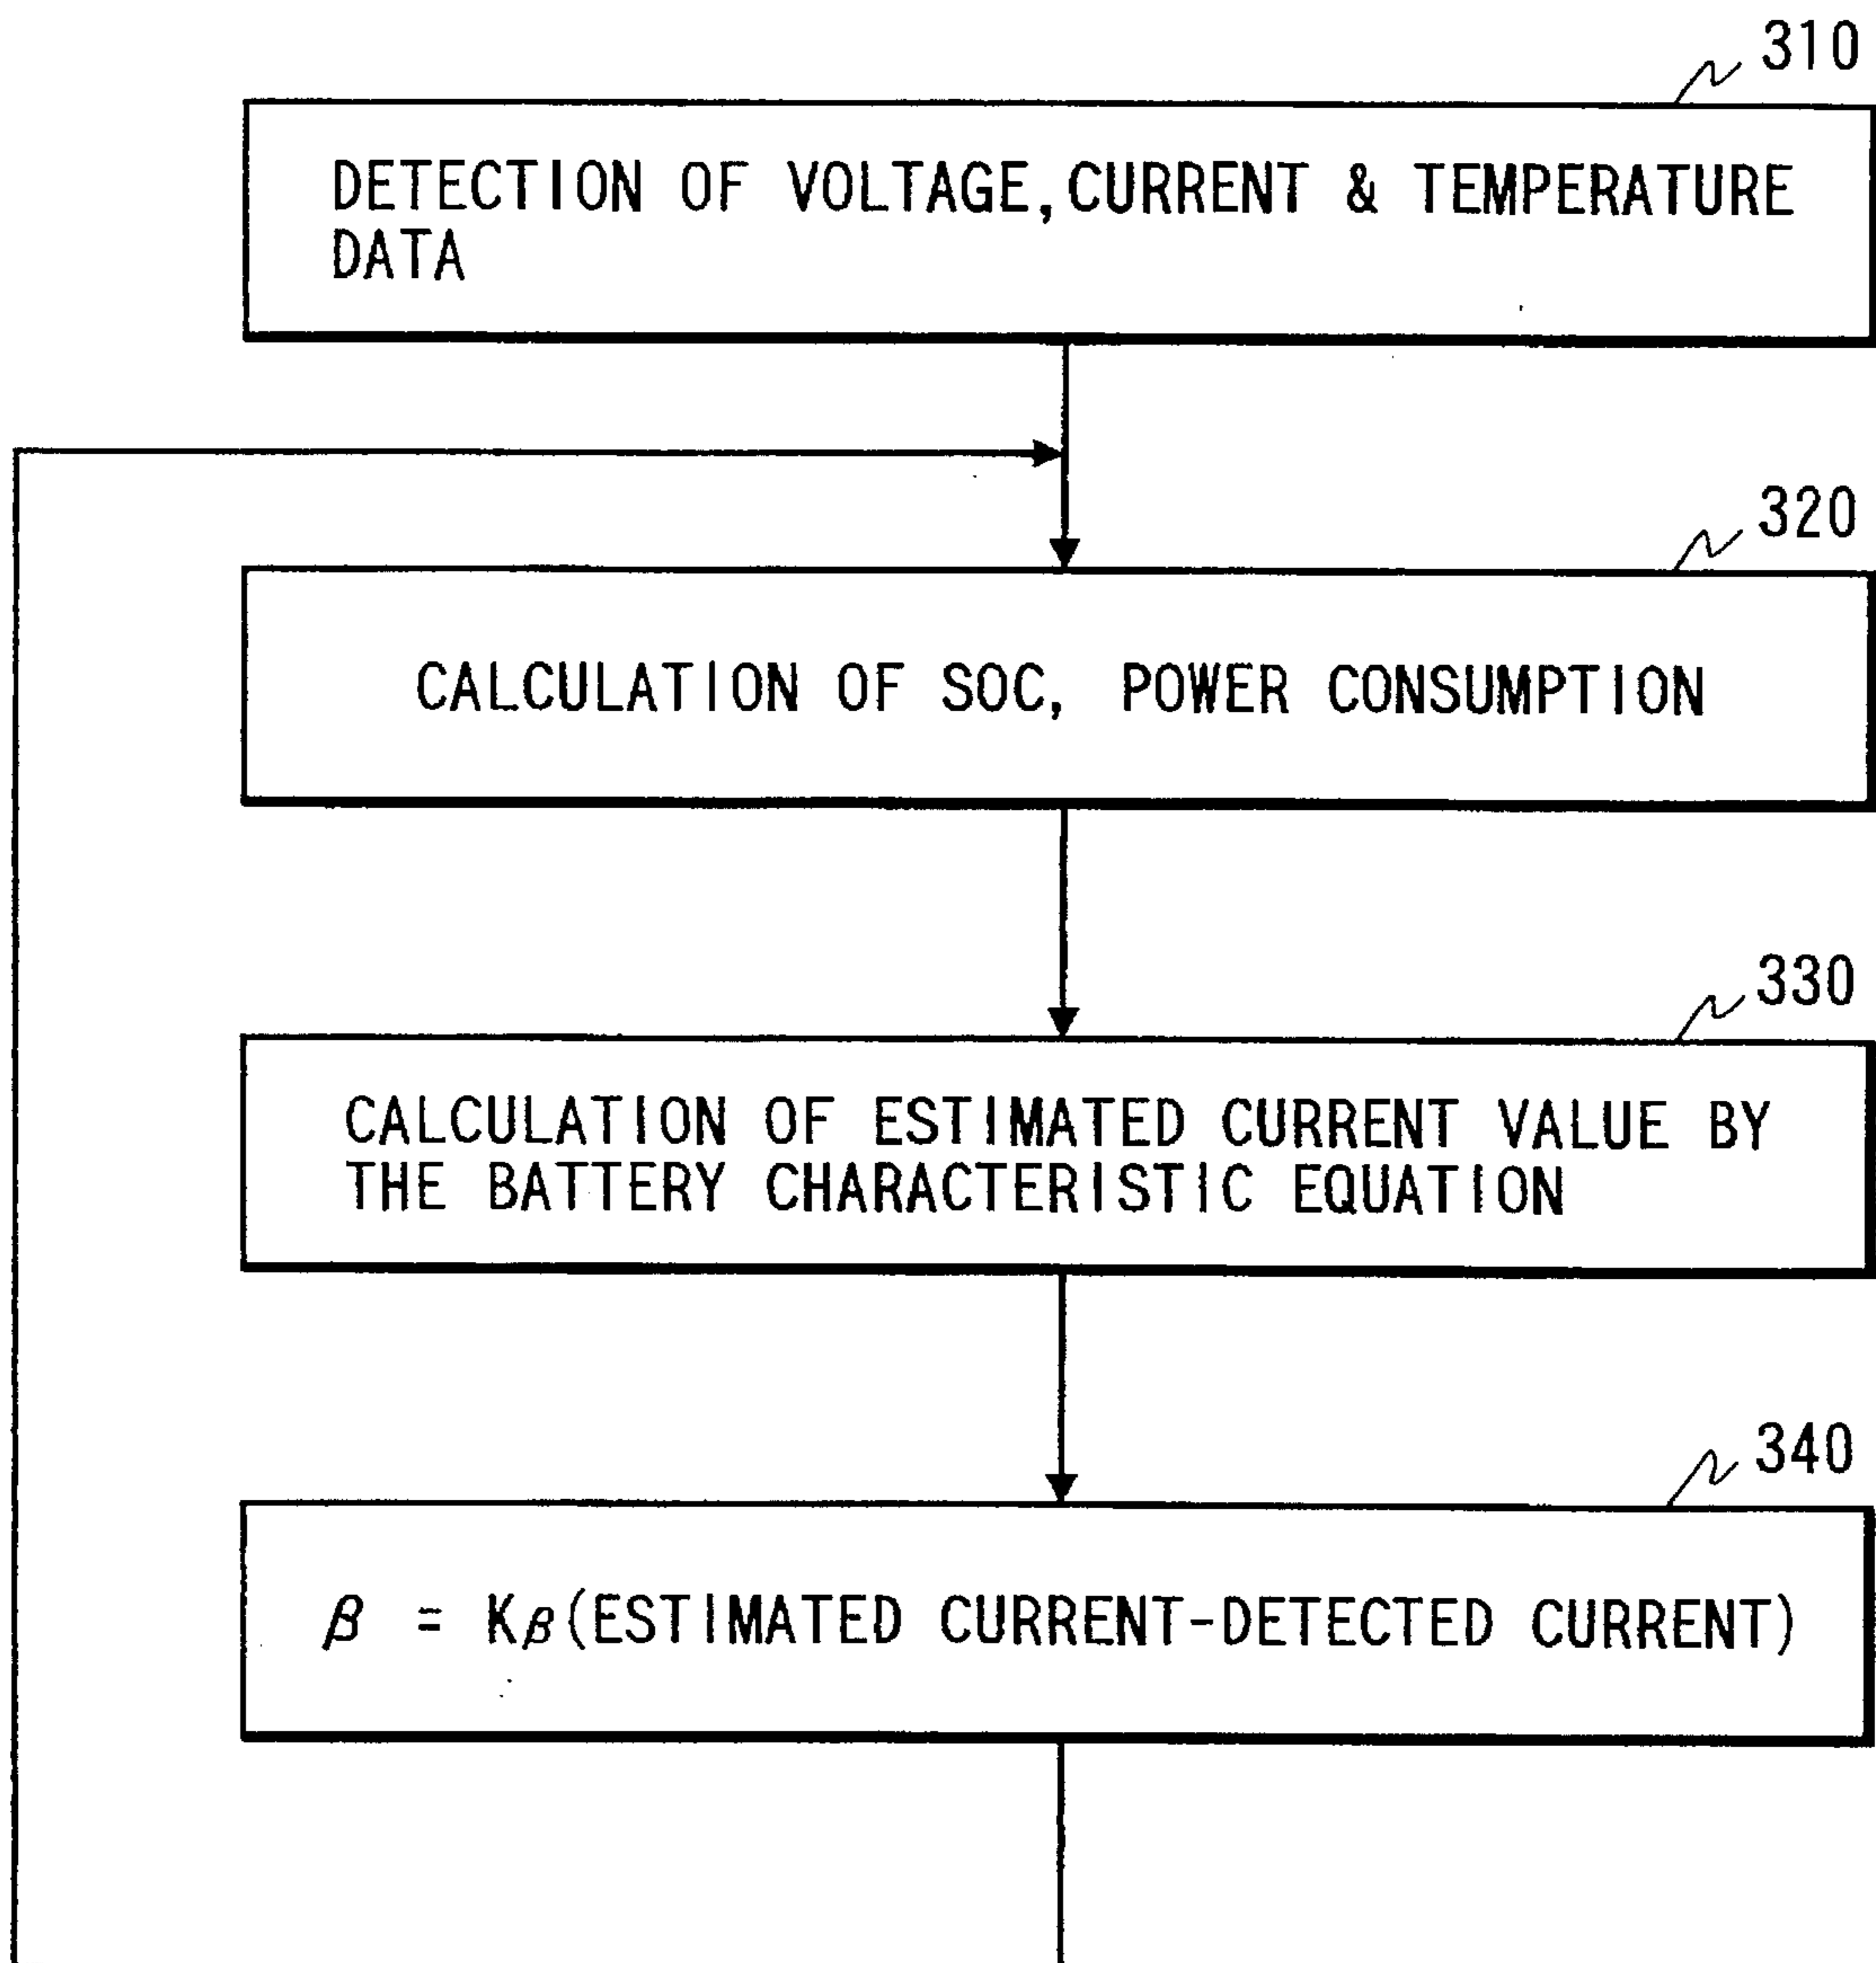 310
DETECTION OF VOLTAGE, CURRENT & TEMPERATURE
DATA
320
CALCULATION OF SOC, POWER CONSUMPTION
330
CALCULATION OF ESTIMATED CURRENT VALUE BY
THE BATTERY CHARACTERISTIC EQUATION
340
β = Kβ(ESTIMATED CURRENT-DETECTED CURRENT)